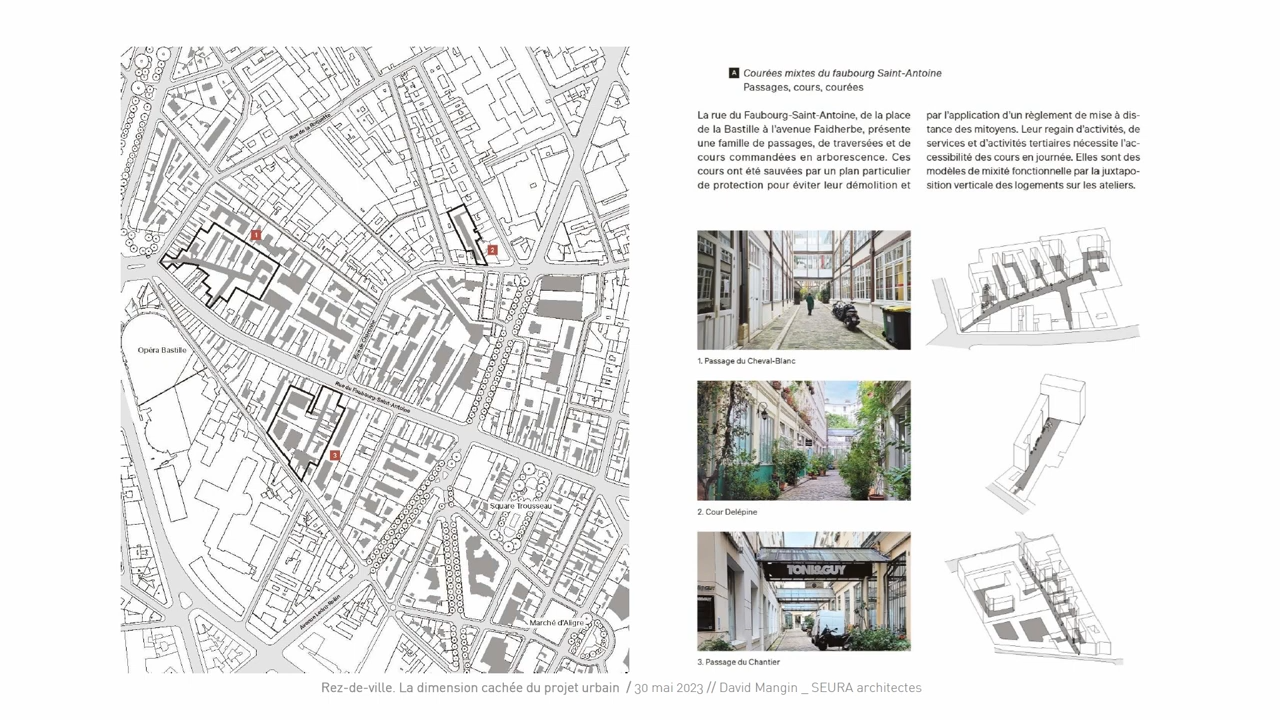 Rue de la Roquette
1
2
Opéra Bastille
Rue du Faubourg-Saint-Antoine
3
Square Trousseau
Avenue Ledru-Rollin
Marché d'Aligre
A Courées mixtes du faubourg Saint-Antoine
Passages, cours, courées
La rue du Faubourg-Saint-Antoine, de la place
de la Bastille à l'avenue Faidherbe, présente
une famille de passages, de traversées et de
cours commandées en arborescence. Ces
cours ont été sauvées par un plan particulier
de protection pour éviter leur démolition et
par l'application d'un règlement de mise à dis-
tance des mitoyens. Leur regain d'activités, de
services et d'activités tertiaires nécessite l'ac-
cessibilité des cours en journée. Elles sont des
modèles de mixité fonctionnelle par la juxtapo-
sition verticale des logements sur les ateliers.
1. Passage du Cheval-Blanc
2. Cour Delépine
TONI&GUY
3. Passage du Chantier
Rez-de-ville. La dimension cachée du projet urbain / 30 mai 2023 // David Mangin _ SEURA architectes